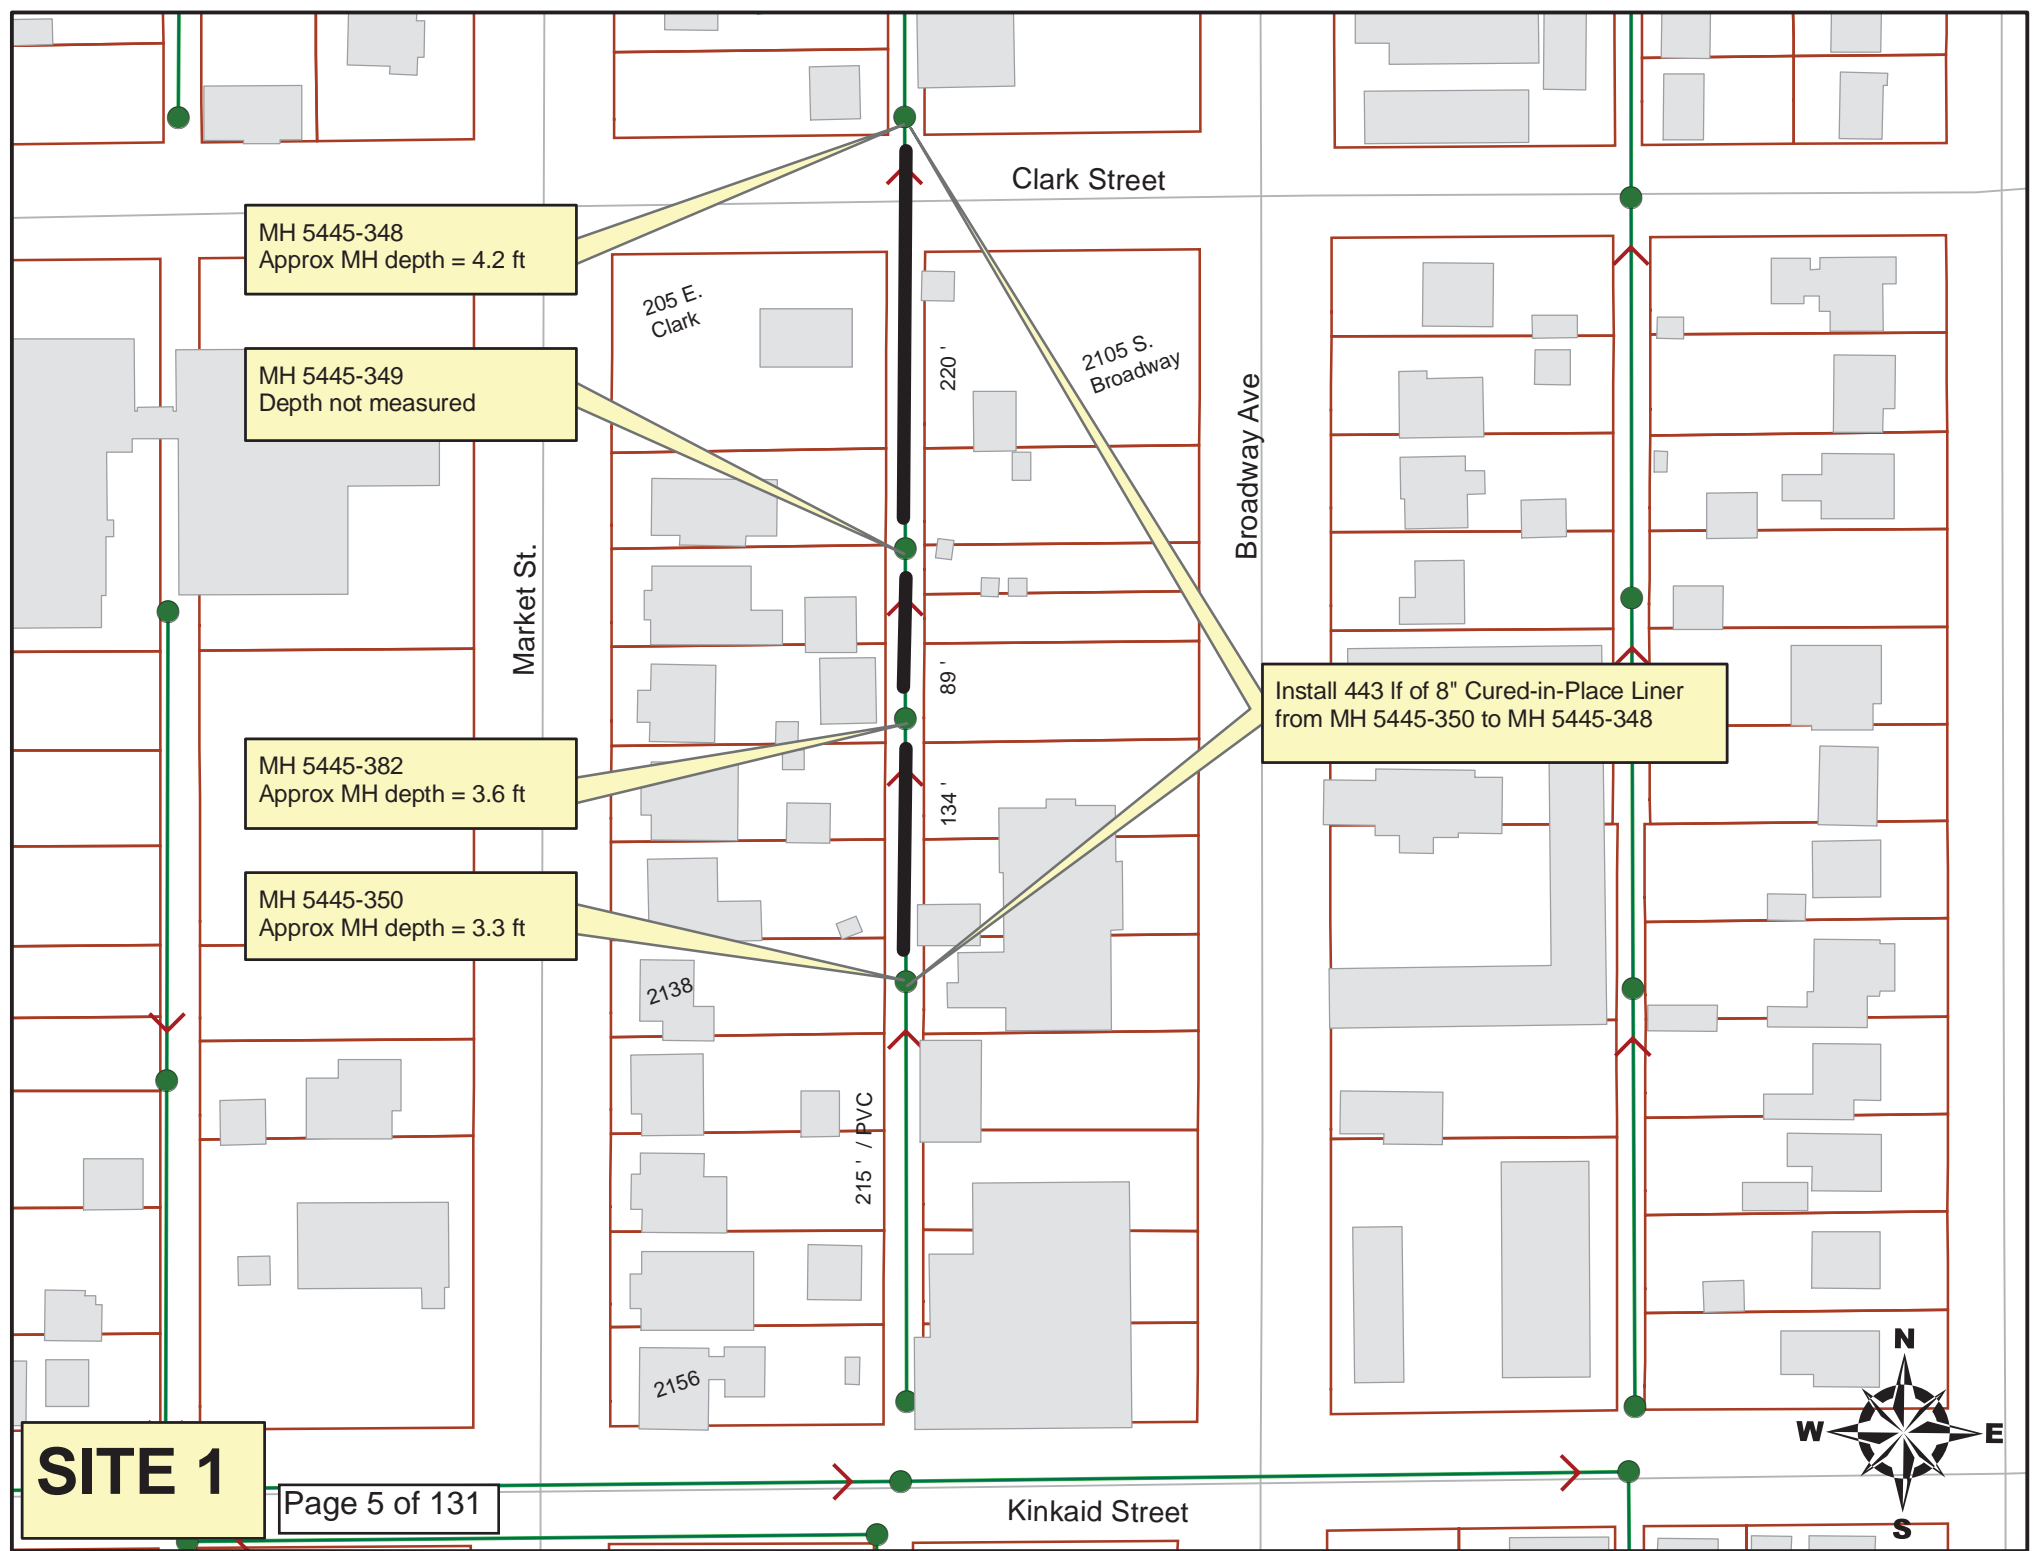 Clark Street
MH 5445-348
Approx MH depth = 4.2 ft
205 E.
Clark
2105 S.
Broadway
220 '
MH 5445-349
Depth not measured
Broadway Ave
Market St.
89 '
Install 443 lf of 8" Cured-in-Place Liner
from MH 5445-350 to MH 5445-348
MH 5445-382
Approx MH depth = 3.6 ft
134 '
MH 5445-350
Approx MH depth = 3.3 ft
2138
215 ' / PVC
2156
N
W
E
S
SITE 1
Page 5 of 131
Kinkaid Street